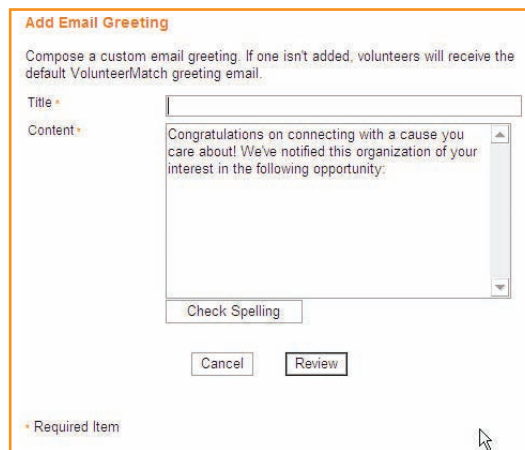 Add Email Greeting
Compose a custom email greeting. If one isn't added, volunteers will receive the
default VolunteerMatch greeting email.
Title •
Content •
Congratulations on connecting with a cause you
care about! We've notified this organization of your
interest in the following opportunity:
Check Spelling
Cancel Review
• Required Item